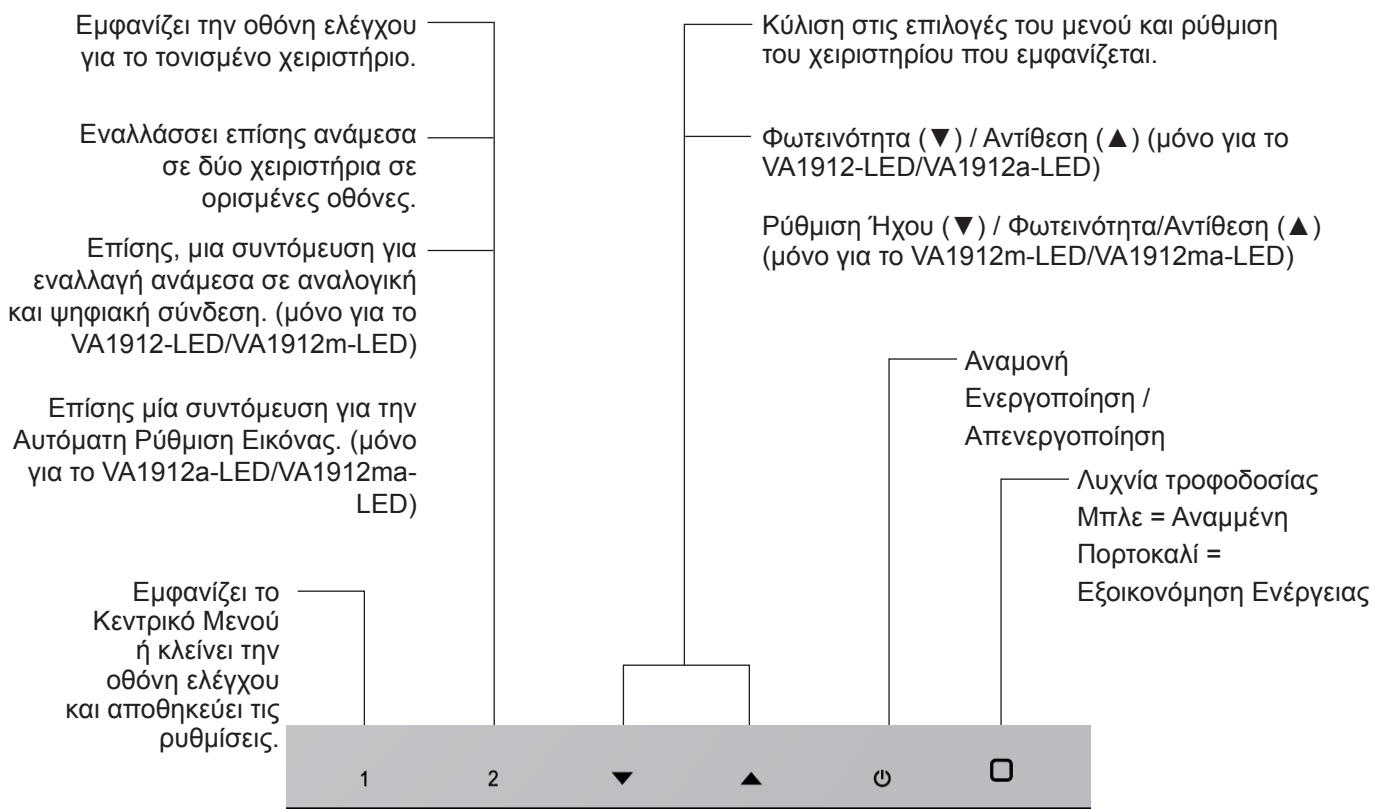 Εμφανίζει την οθόνη ελέγχου
για το τονισμένο χειριστήριο.
Εναλλάσσει επίσης ανάμεσα
σε δύο χειριστήρια σε
ορισμένες οθόνες.
Επίσης, μια συντόμευση για
εναλλαγή ανάμεσα σε αναλογική
και ψηφιακή σύνδεση. (μόνο για το
VA1912-LED/VA1912m-LED)
Επίσης μία συντόμευση για την
Αυτόματη Ρύθμιση Εικόνας. (μόνο
για το VA1912a-LED/VA1912ma-
LED)
Εμφανίζει το
Κεντρικό Μενού
ή κλείνει την
οθόνη ελέγχου
και αποθηκεύει τις
ρυθμίσεις.
Κύλιση στις επιλογές του μενού και ρύθμιση
του χειριστηρίου που εμφανίζεται.
Φωτεινότητα (▼) / Αντίθεση (▲) (μόνο για το
VA1912-LED/VA1912a-LED)
Ρύθμιση Ήχου (▼) / Φωτεινότητα/Αντίθεση (▲)
(μόνο για το VA1912m-LED/VA1912ma-LED)
Αναμονή
Ενεργοποίηση /
Απενεργοποίηση
Λυχνία τροφοδοσίας
Μπλε = Αναμμένη
Πορτοκαλί =
Εξοικονόμηση Ενέργειας
1 2 ▼ ▲